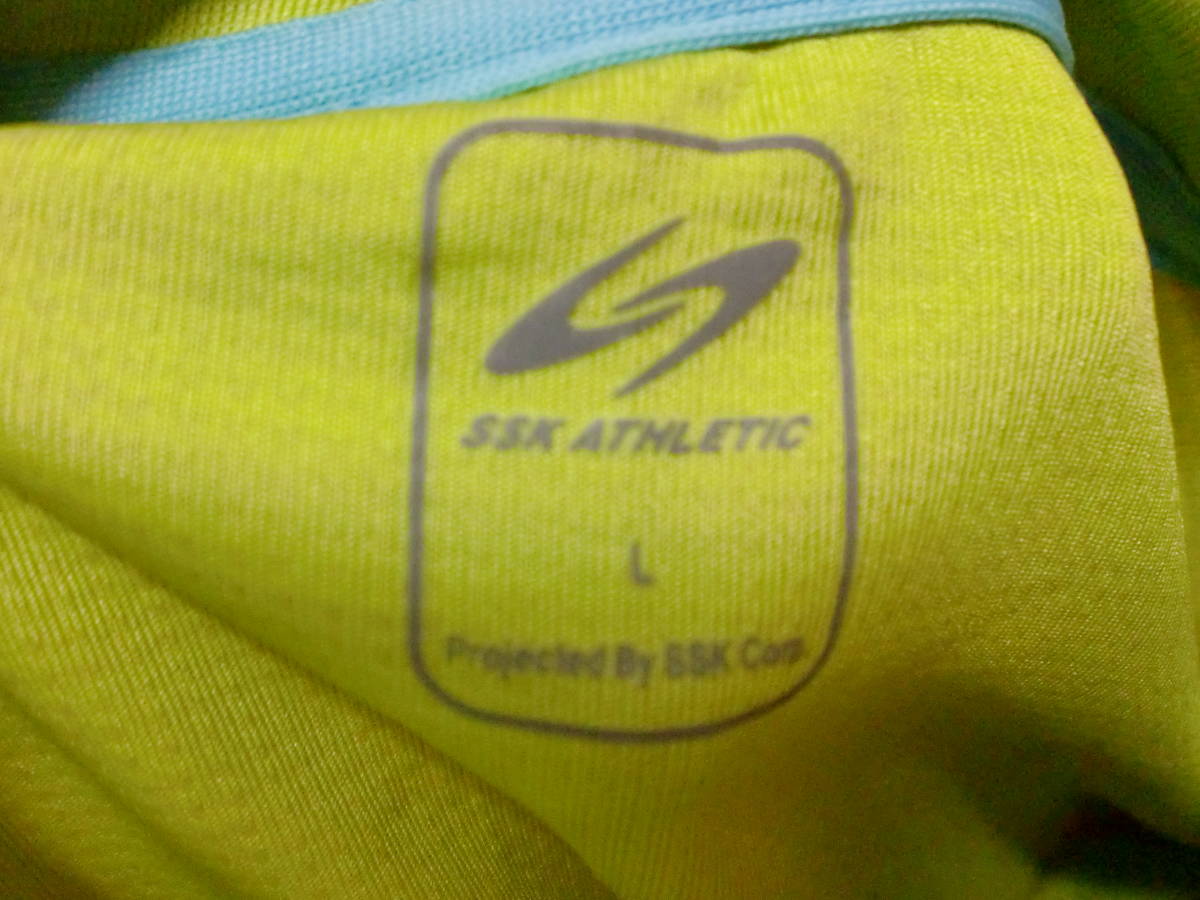 SSK ATHLETIC
L
Projected By SSK Corp.